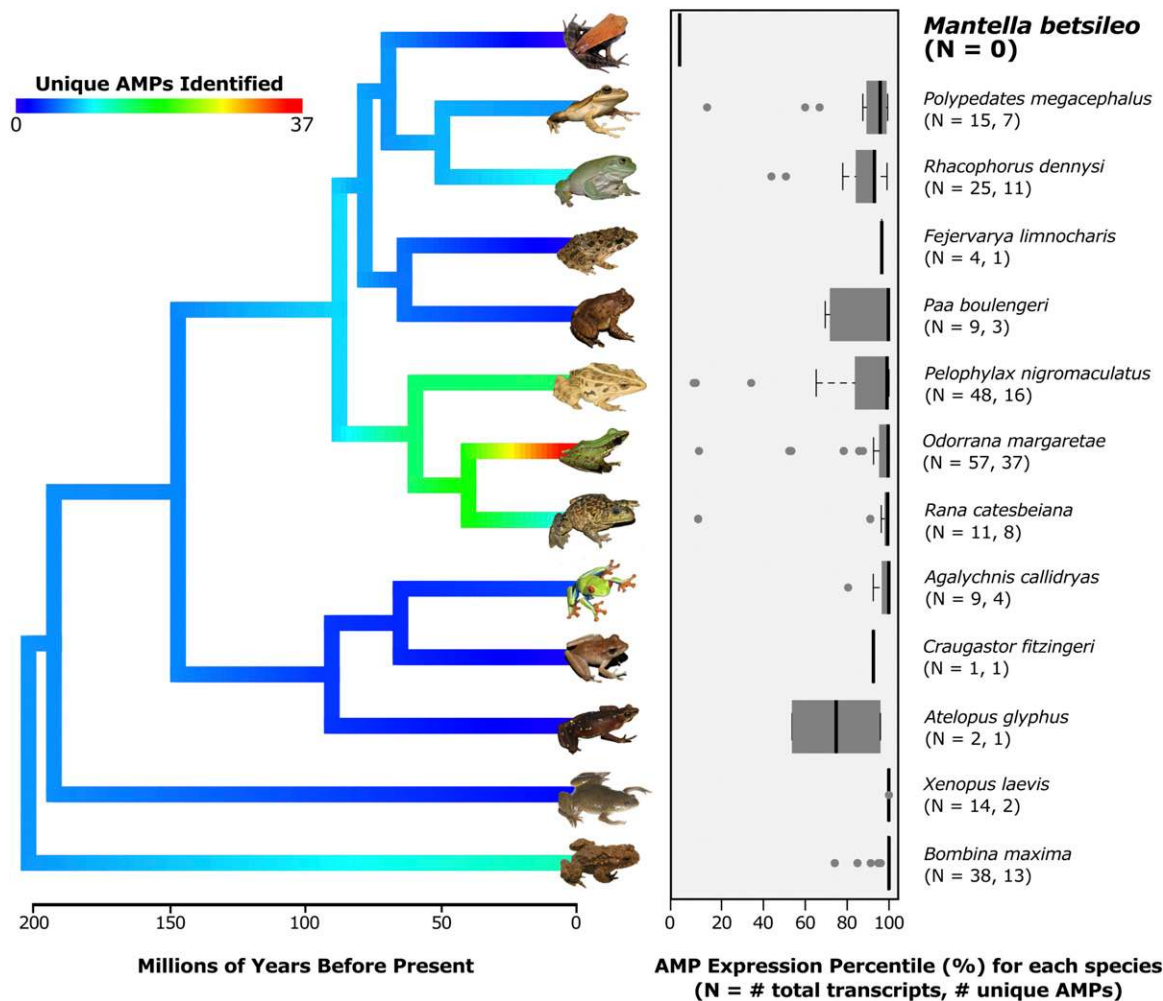 Unique AMPs Identified
0 37
Mantella betsileo
(N = 0)
Polypedates megacephalus
(N = 15, 7)
Rhacophorus dennysi
(N = 25, 11)
Fejervarya limnocharis
(N = 4, 1)
Paa boulengeri
(N = 9, 3)
Pelophylax nigromaculatus
(N = 48, 16)
Odorrana margaretae
(N = 57, 37)
Rana catesbeiana
(N = 11, 8)
Agalychnis callidryas
(N = 9, 4)
Craugastor fitzingeri
(N = 1, 1)
Atelopus glyphus
(N = 2, 1)
Xenopus laevis
(N = 14, 2)
Bombina maxima
(N = 38, 13)
200 150 100 50 0
Millions of Years Before Present
0 20 40 60 80 100
AMP Expression Percentile (%) for each species
(N = # total transcripts, # unique AMPs)